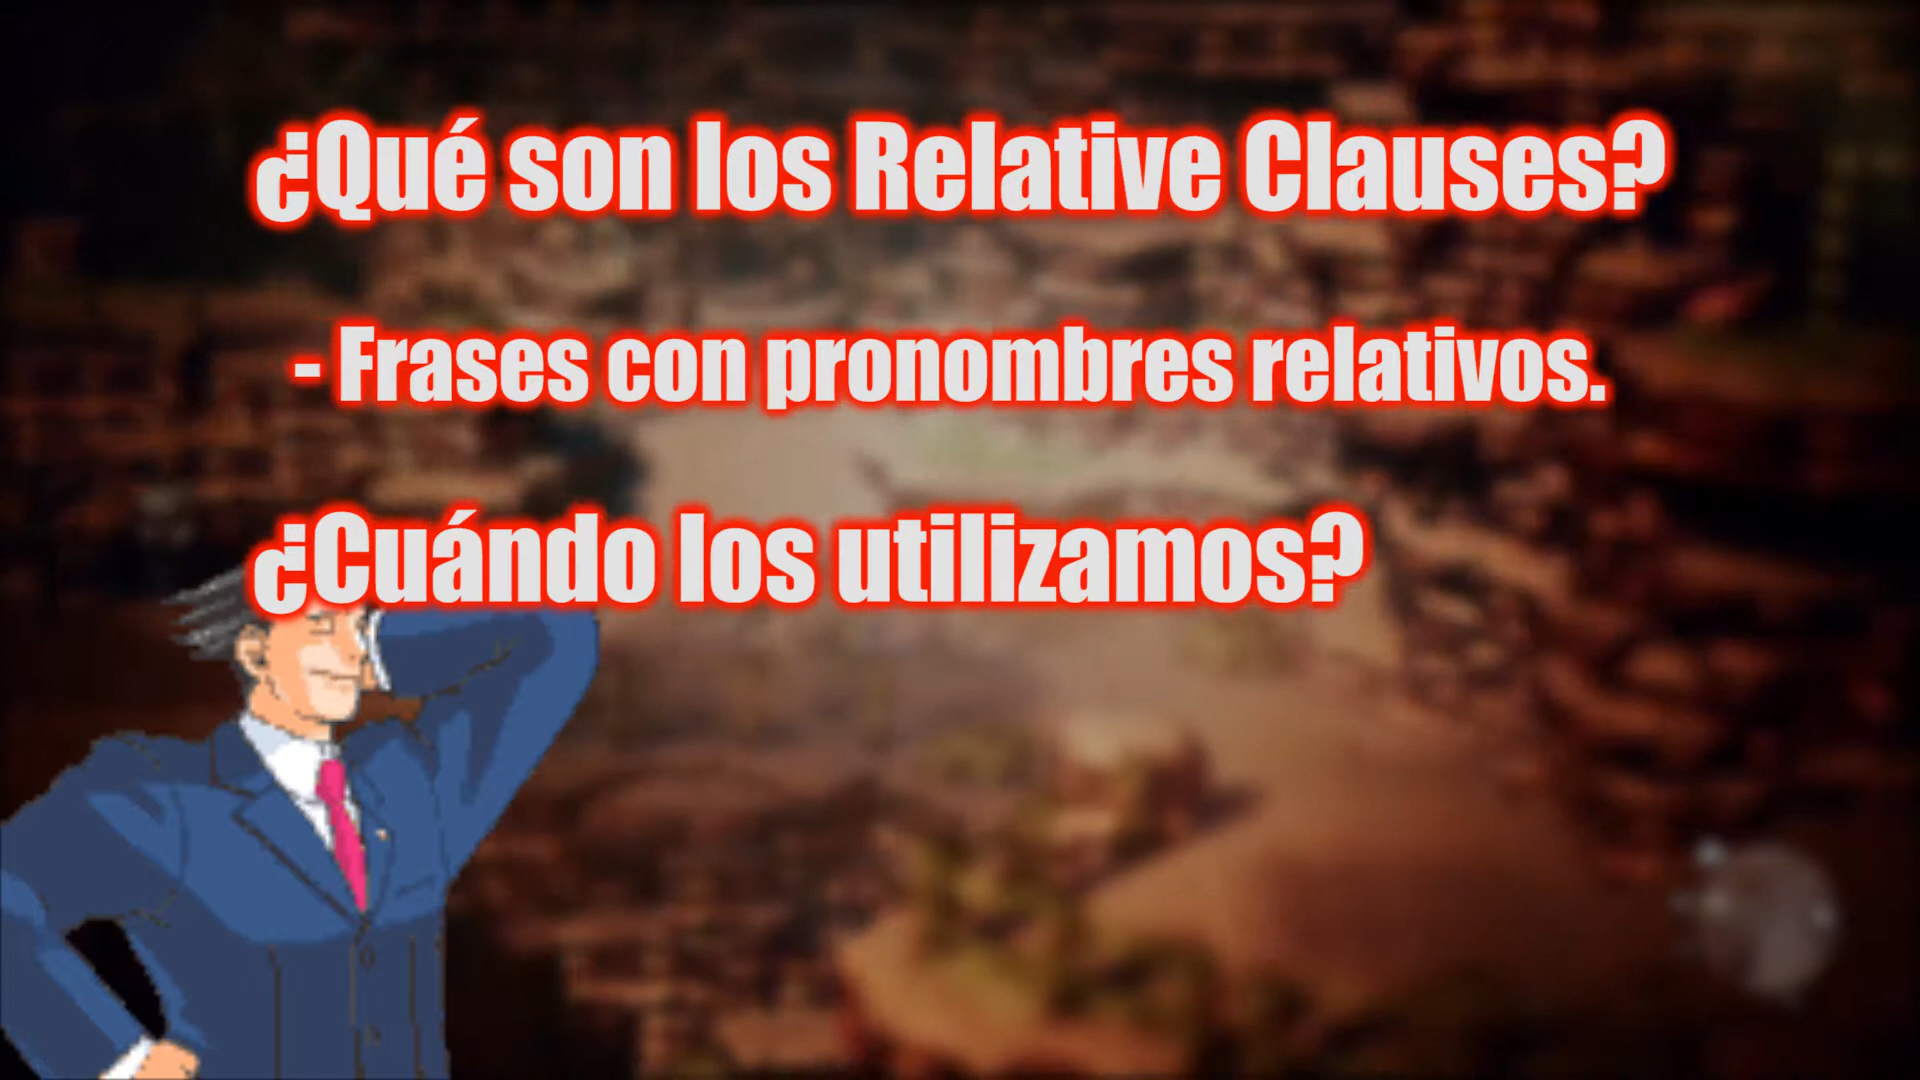 ¿Qué son los Relative Clauses?
- Frases con pronombres relativos.
¿Cuándo los utilizamos?